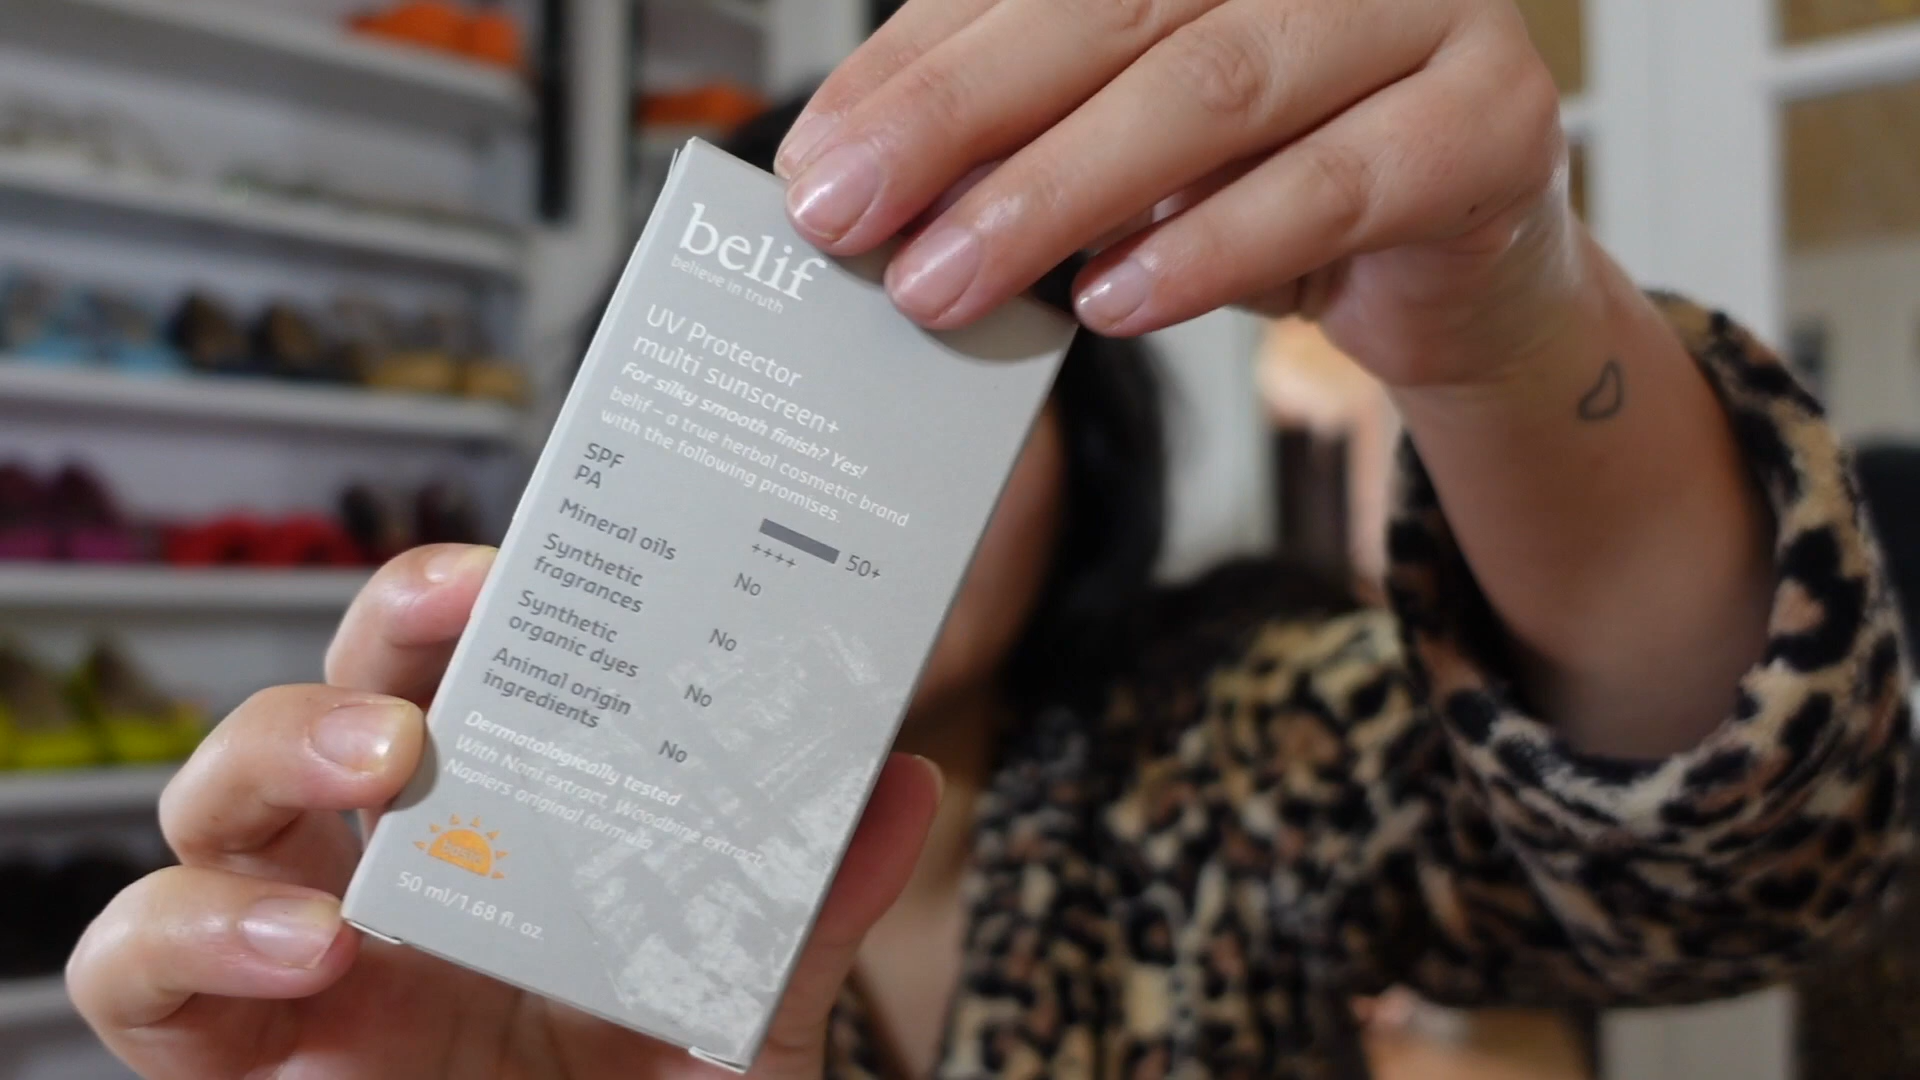 belif
believe in truth
UV Protector
multi sunscreen+
For silky smooth finish? Yes!
belif – a true herbal cosmetic brand
with the following promises.
SPF 50+
PA ++++
Mineral oils No
Synthetic
fragrances No
Synthetic
organic dyes No
Animal origin
ingredients No
Dermatologically tested
With Noni extract, Woodbine extract,
Napiers original formula
50 ml/1.68 fl. oz.